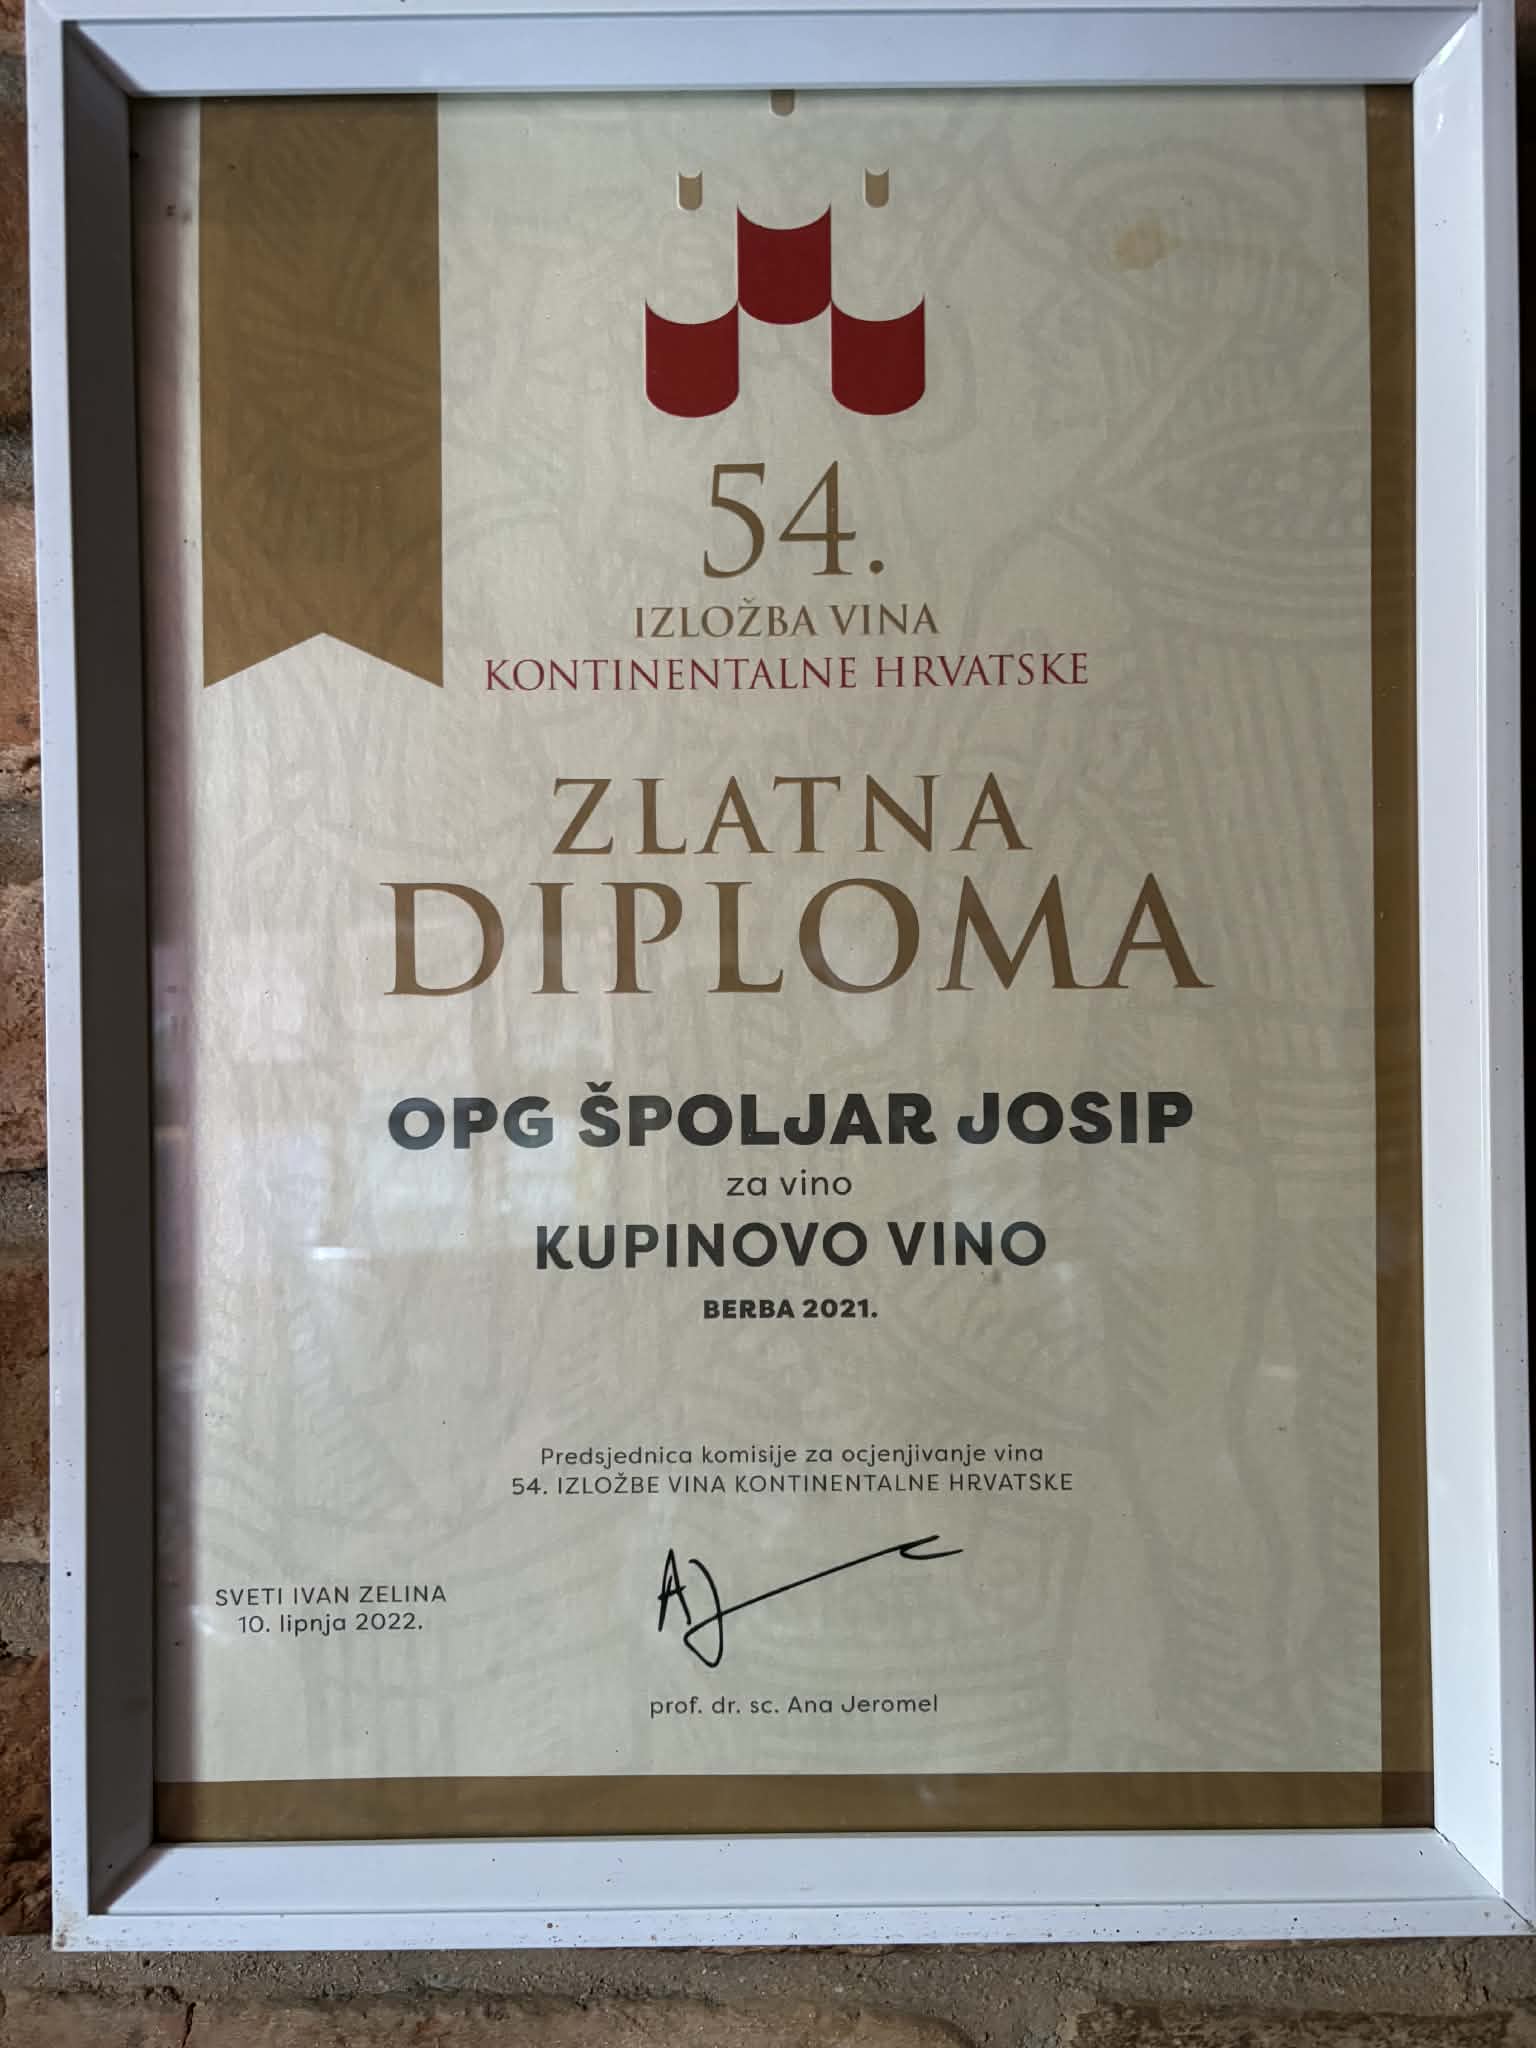 54.
IZLOŽBA VINA
KONTINENTALNE HRVATSKE
ZLATNA
DIPLOMA
OPG ŠPOLJAR JOSIP
za vino
KUPINOVO VINO
BERBA 2021.
Predsjednica komisije za ocjenjivanje vina
54. IZLOŽBE VINA KONTINENTALNE HRVATSKE
SVETI IVAN ZELINA
10. lipnja 2022.
prof. dr. sc. Ana Jeromel